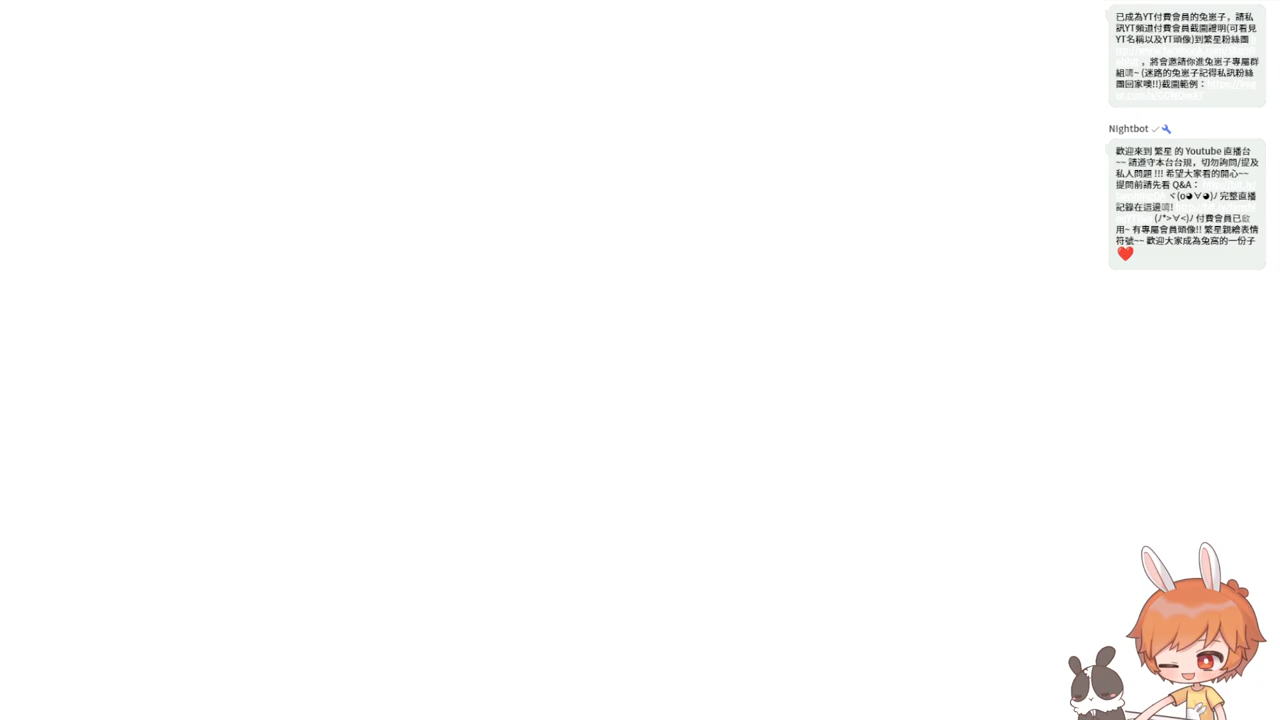 已成為YT付費會員的兔崽子，請私
訊YT頻道付費會員截圖證明(可看見
YT名稱以及YT頭像)到繁星粉絲團
，將會邀請你進兔崽子專屬群
組唷~ (迷路的兔崽子記得私訊粉絲
團回家噢!!)截圖範例：
NIghtbot
歡迎來到 繁星 的 Youtube 直播台
~~ 請遵守本台台規，切勿詢問/提及
私人問題 !!! 希望大家看的開心~~
提問前請先看 Q&A：
ヾ(o◕∀◕)ﾉ 完整直播
記錄在這邊唷!
(ﾉ*>∀<)ﾉ 付費會員已啟
用~ 有專屬會員頭像!! 繁星親繪表情
符號~~ 歡迎大家成為兔窩的一份子
❤️